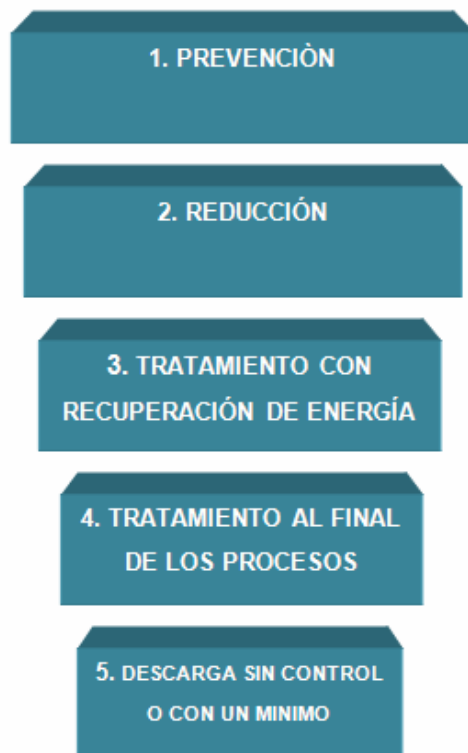 1. PREVENCIÒN
2. REDUCCIÓN
3. TRATAMIENTO CON
RECUPERACIÓN DE ENERGÍA
4. TRATAMIENTO AL FINAL
DE LOS PROCESOS
5. DESCARGA SIN CONTROL
O CON UN MINIMO